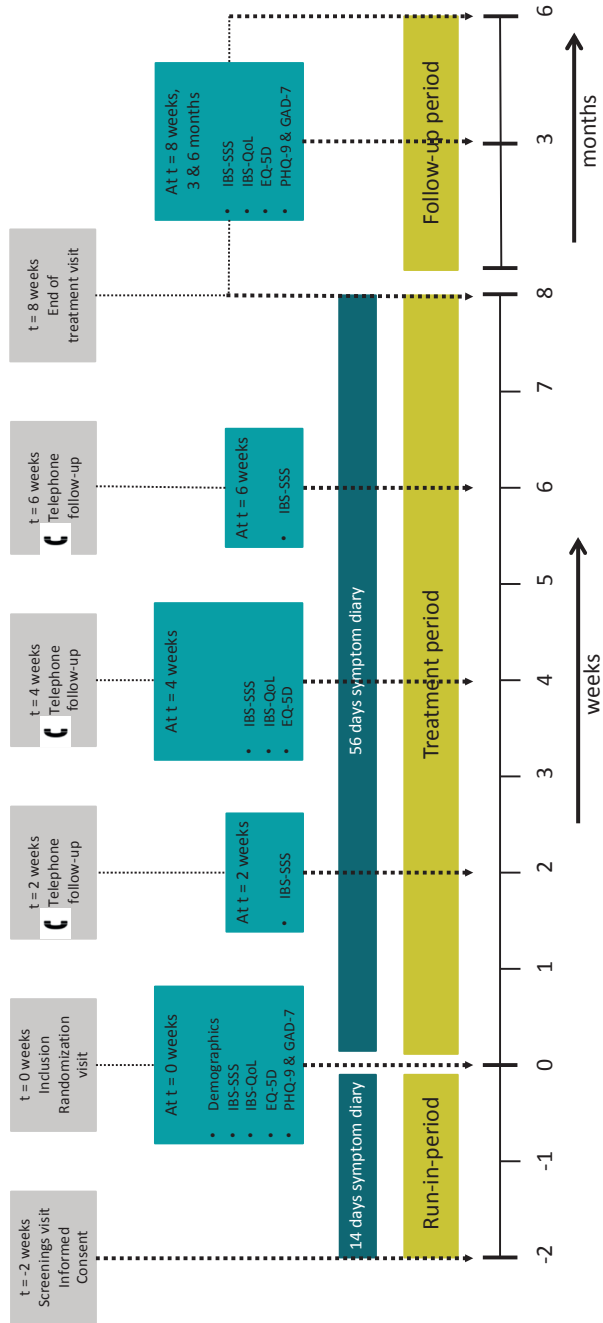 t = -2 weeks
Screenings visit
Informed
Consent
t = 0 weeks
Inclusion
Randomization
visit
t = 2 weeks
Telephone
follow-up
t = 4 weeks
Telephone
follow-up
t = 6 weeks
Telephone
follow-up
t = 8 weeks
End of
treatment visit
At t = 0 weeks
• Demographics
• IBS-SSS
• IBS-QoL
• EQ-5D
• PHQ-9 & GAD-7
At t = 2 weeks
• IBS-SSS
At t = 4 weeks
• IBS-SSS
• IBS-QoL
• EQ-5D
At t = 6 weeks
• IBS-SSS
At t = 8 weeks,
3 & 6 months
• IBS-SSS
• IBS-QoL
• EQ-5D
• PHQ-9 & GAD-7
14 days symptom diary
56 days symptom diary
Run-in-period
Treatment period
Follow-up period
-2 -1 0 1 2 3 4 5 6 7 8 3 6
weeks
months